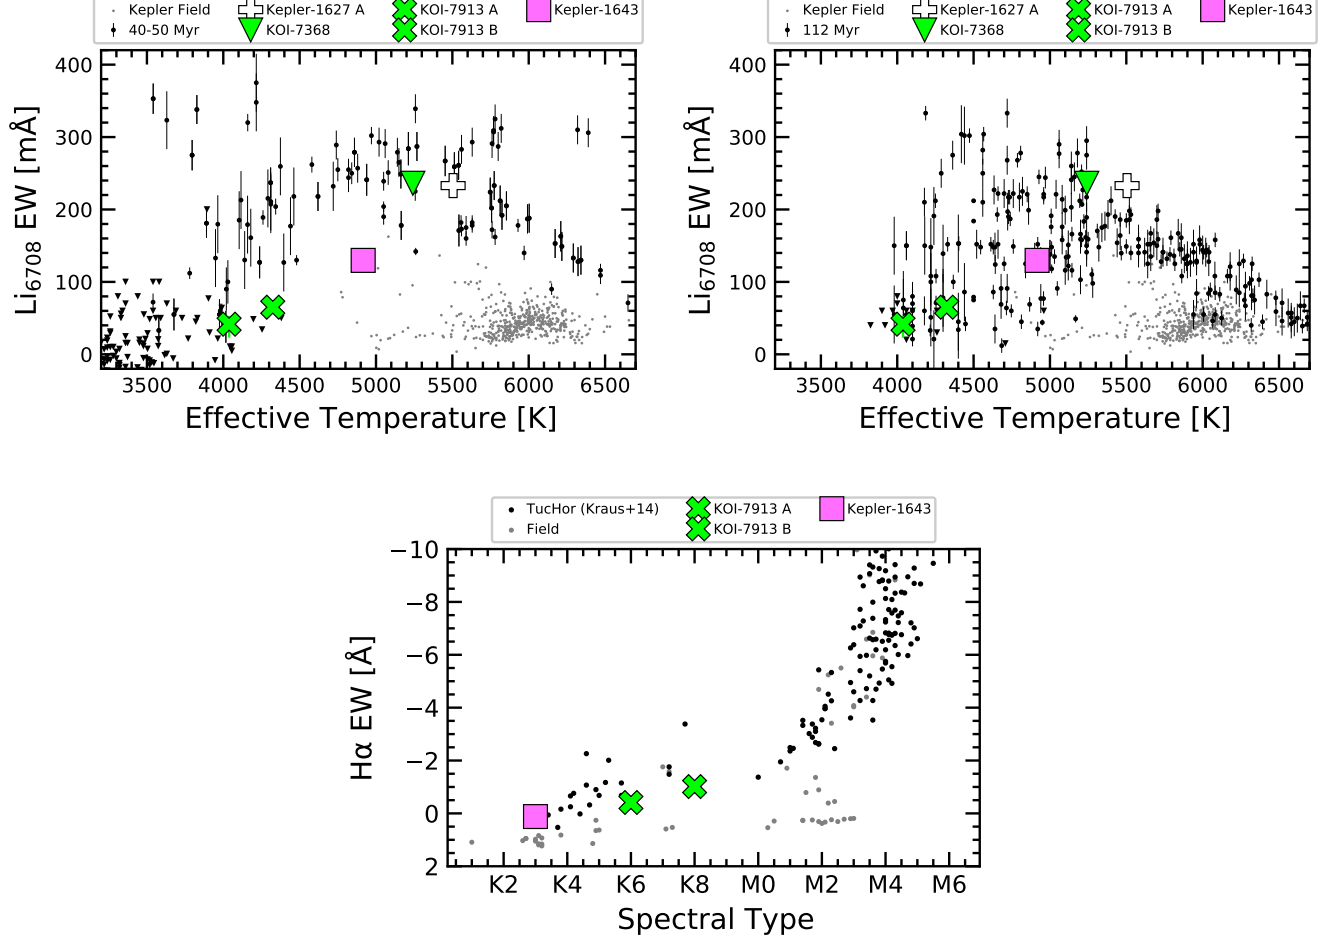 Kepler Field Kepler-1627 A KOI-7913 A Kepler-1643
40-50 Myr KOI-7368 KOI-7913 B
400
300
200
100
0
Li6708 EW [mÅ]
3500 4000 4500 5000 5500 6000 6500
Effective Temperature [K]
Kepler Field Kepler-1627 A KOI-7913 A Kepler-1643
112 Myr KOI-7368 KOI-7913 B
400
300
200
100
0
Li6708 EW [mÅ]
3500 4000 4500 5000 5500 6000 6500
Effective Temperature [K]
TucHor (Kraus+14) KOI-7913 A Kepler-1643
Field KOI-7913 B
−10
−8
−6
−4
−2
0
2
Hα EW [Å]
K2 K4 K6 K8 M0 M2 M4 M6
Spectral Type